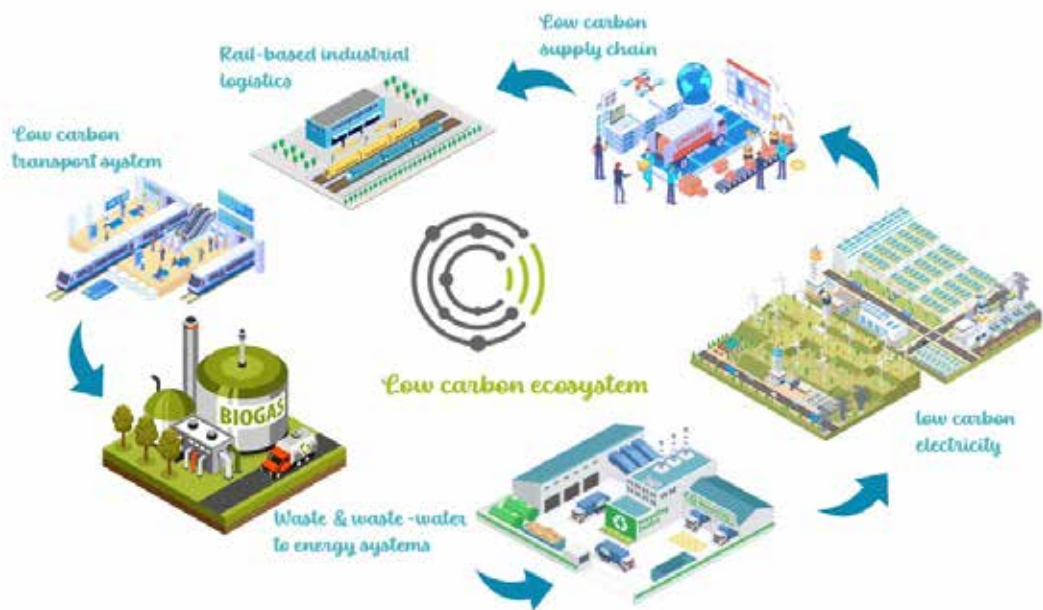 Low carbon
supply chain
Rail-based industrial
logistics
Low carbon
transport system
BIOGAS
Low carbon ecosystem
low carbon
electricity
Waste & waste-water
to energy systems